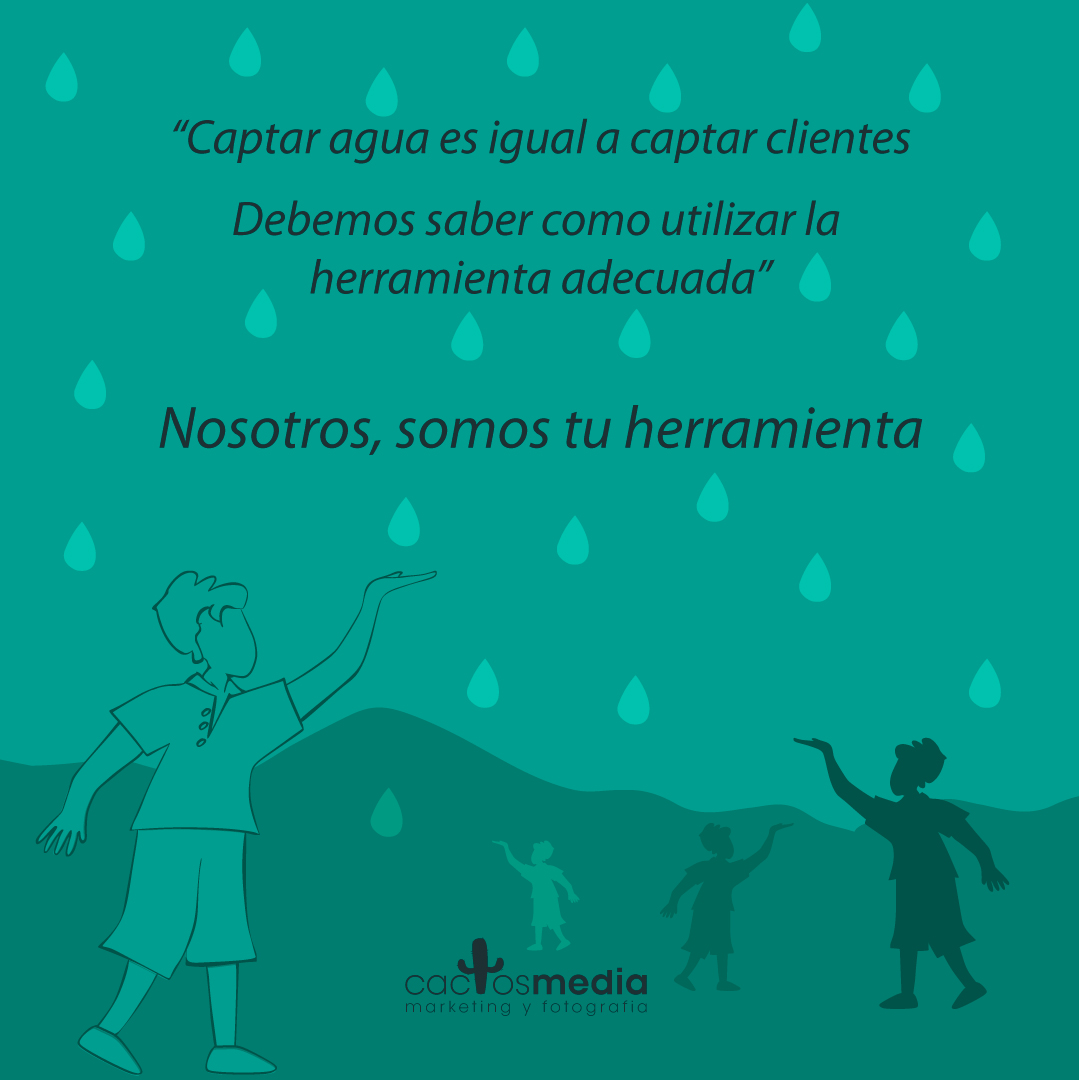 “Captar agua es igual a captar clientes
Debemos saber como utilizar la
herramienta adecuada”
Nosotros, somos tu herramienta
cactosmedia
marketing y fotografia